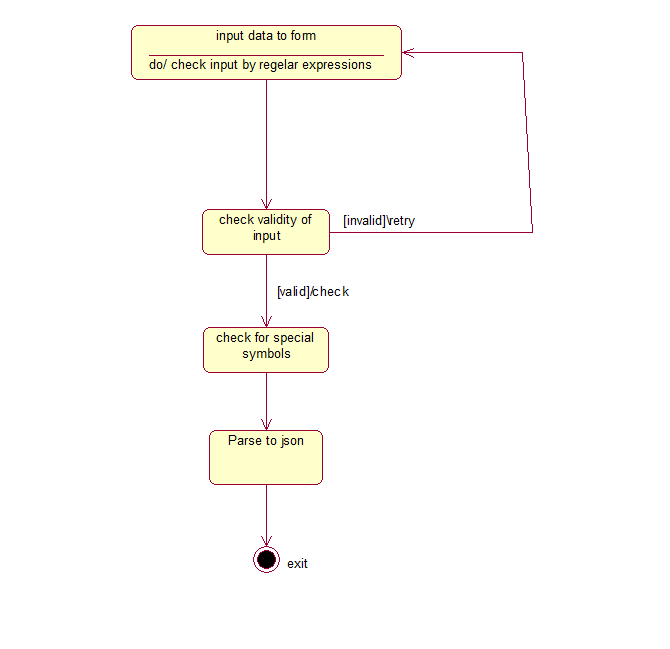 input data to form
do/ check input by regelar expressions
check validity of
input
[invalid]\retry
[valid]/check
check for special
symbols
Parse to json
exit